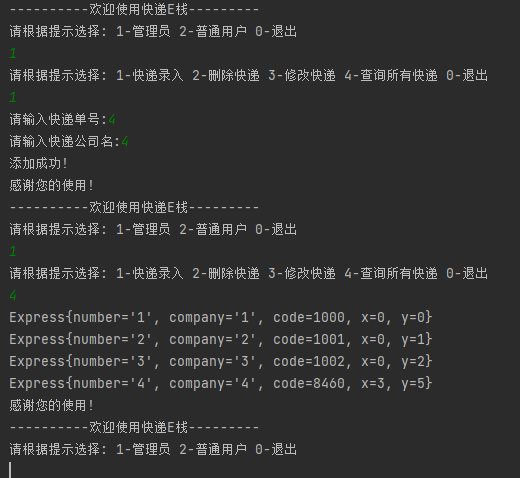 ----------欢迎使用快递E栈---------
请根据提示选择: 1-管理员 2-普通用户 0-退出
1
请根据提示选择: 1-快递录入 2-删除快递 3-修改快递 4-查询所有快递 0-退出
1
请输入快递单号:4
请输入快递公司名:4
添加成功!
感谢您的使用!
----------欢迎使用快递E栈---------
请根据提示选择: 1-管理员 2-普通用户 0-退出
1
请根据提示选择: 1-快递录入 2-删除快递 3-修改快递 4-查询所有快递 0-退出
4
Express{number='1', company='1', code=1000, x=0, y=0}
Express{number='2', company='2', code=1001, x=0, y=1}
Express{number='3', company='3', code=1002, x=0, y=2}
Express{number='4', company='4', code=8460, x=3, y=5}
感谢您的使用!
----------欢迎使用快递E栈---------
请根据提示选择: 1-管理员 2-普通用户 0-退出